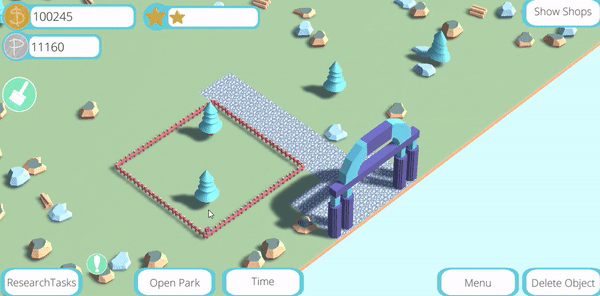 100245
Show Shops
11160
ResearchTasks
Open Park
Time
Menu
Delete Object